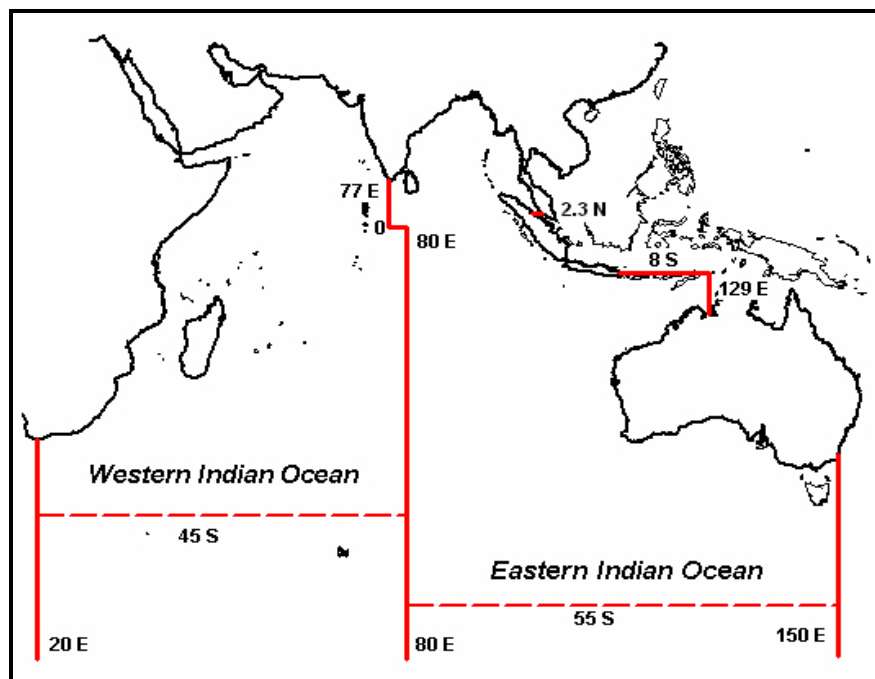 77 E
2.3 N
0
80 E
8 S
129 E
Western Indian Ocean
45 S
Eastern Indian Ocean
55 S
20 E
80 E
150 E